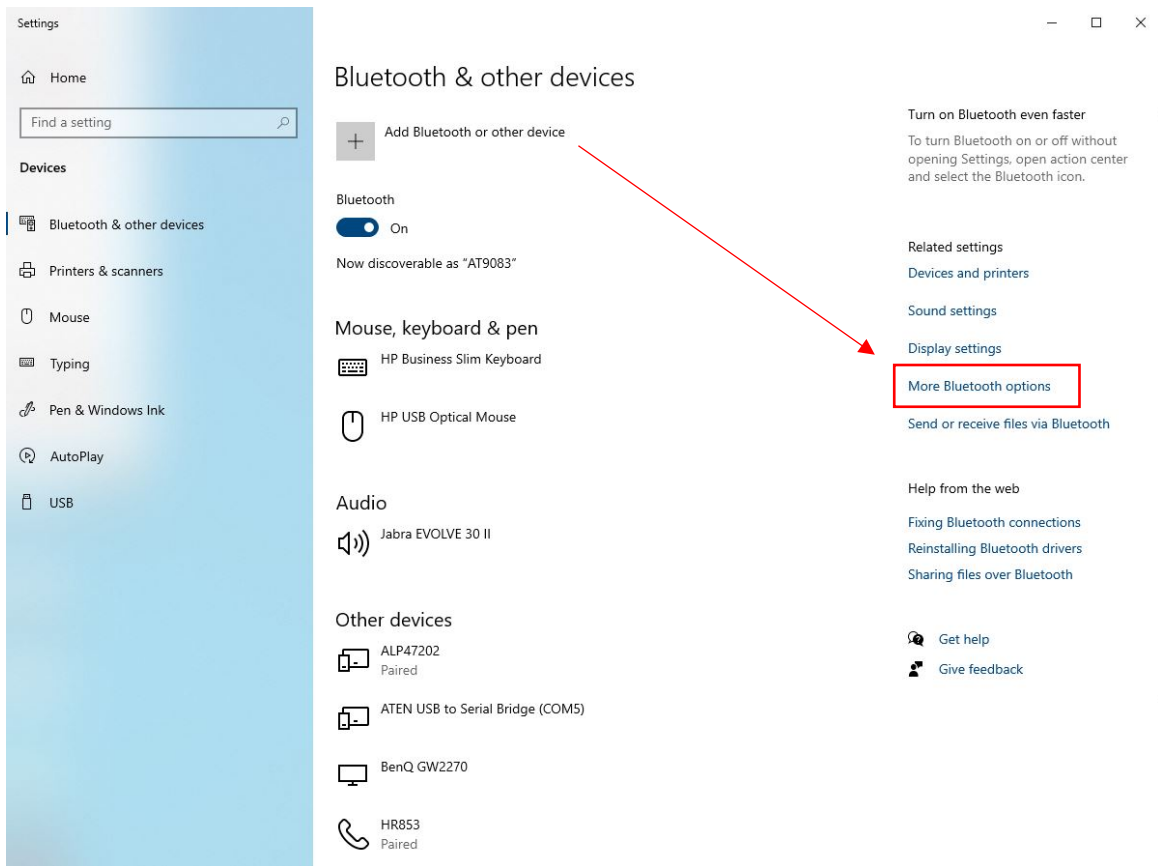 Settings
Home
Find a setting
Devices
Bluetooth & other devices
Printers & scanners
Mouse
Typing
Pen & Windows Ink
AutoPlay
USB
Bluetooth & other devices
Add Bluetooth or other device
Bluetooth
On
Now discoverable as “AT9083”
Mouse, keyboard & pen
HP Business Slim Keyboard
HP USB Optical Mouse
Audio
Jabra EVOLVE 30 II
Other devices
ALP47202
Paired
ATEN USB to Serial Bridge (COM5)
BenQ GW2270
HR853
Paired
Turn on Bluetooth even faster
To turn Bluetooth on or off without
opening Settings, open action center
and select the Bluetooth icon.
Related settings
Devices and printers
Sound settings
Display settings
More Bluetooth options
Send or receive files via Bluetooth
Help from the web
Fixing Bluetooth connections
Reinstalling Bluetooth drivers
Sharing files over Bluetooth
Get help
Give feedback